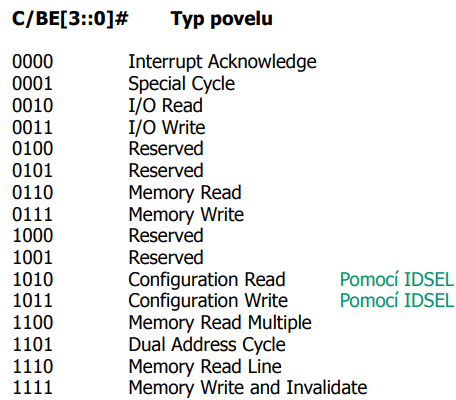 C/BE[3::0]# Typ povelu
0000 Interrupt Acknowledge
0001 Special Cycle
0010 I/O Read
0011 I/O Write
0100 Reserved
0101 Reserved
0110 Memory Read
0111 Memory Write
1000 Reserved
1001 Reserved
1010 Configuration Read Pomocí IDSEL
1011 Configuration Write Pomocí IDSEL
1100 Memory Read Multiple
1101 Dual Address Cycle
1110 Memory Read Line
1111 Memory Write and Invalidate